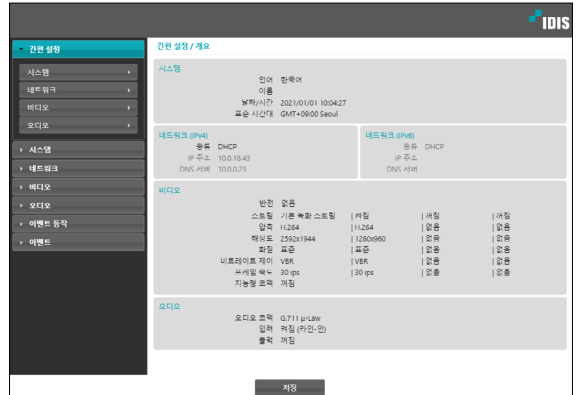 IDIS
간편 설정
시스템
네트워크
비디오
오디오
시스템
네트워크
비디오
오디오
이벤트 동작
이벤트
간편 설정 / 개요
시스템
언어 한국어
이름
날짜/시간 2021/01/01 10:04:27
표준 시간대 GMT+09:00 Seoul
네트워크 (IPv4)
종류 DHCP
IP 주소 10.0.18.43
DNS 서버 10.0.0.23
네트워크 (IPv6)
종류 DHCP
IP 주소
DNS 서버
비디오
반전 없음
스트림 기본 녹화 스트림 | 켜짐 | 꺼짐 | 꺼짐
압축 H.264 | H.264 | 없음 | 없음
해상도 2592x1944 | 1280x960 | 없음 | 없음
화질 표준 | 표준 | 없음 | 없음
비트레이트 제어 VBR | VBR | 없음 | 없음
프레임 속도 30 ips | 30 ips | 없음 | 없음
지능형 코덱 꺼짐
오디오
오디오 코덱 G.711 μ-Law
입력 켜짐 (라인-인)
출력 꺼짐
저장